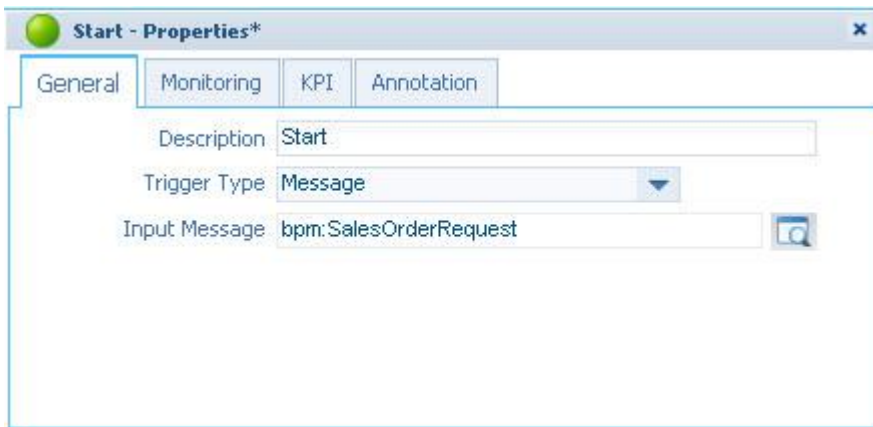 Start - Properties*
General Monitoring KPI Annotation
Description Start
Trigger Type Message
Input Message bpm:SalesOrderRequest